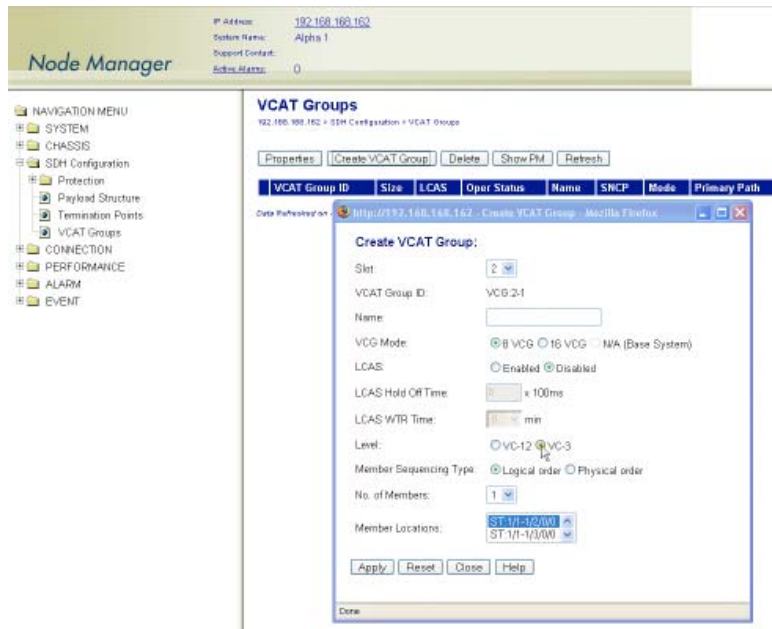 IP Address: 192.168.168.162
System Name: Alpha 1
Support Contact:
Active Alarms: 0
Node Manager
NAVIGATION MENU
SYSTEM
CHASSIS
SDH Configuration
Protection
Payload Structure
Termination Points
VCAT Groups
CONNECTION
PERFORMANCE
ALARM
EVENT
VCAT Groups
192.168.168.162 > SDH Configuration > VCAT Groups
Properties Create VCAT Group Delete Show PM Refresh
VCAT Group ID Size LCAS Oper Status Name SNCP Mode Primary Path
Data Refreshed on
http://192.168.168.162 - Create VCAT Group - Mozilla Firefox
Create VCAT Group:
Slot: 2
VCAT Group ID: VCG:2-1
Name:
VCG Mode: 8 VCG 16 VCG N/A (Base System)
LCAS: Enabled Disabled
LCAS Hold Off Time: x 100ms
LCAS WTR Time: min
Level: VC-12 VC-3
Member Sequencing Type: Logical order Physical order
No. of Members: 1
Member Locations: ST:1/1-1/2/0/0
ST:1/1-1/3/0/0
Apply Reset Close Help
Done